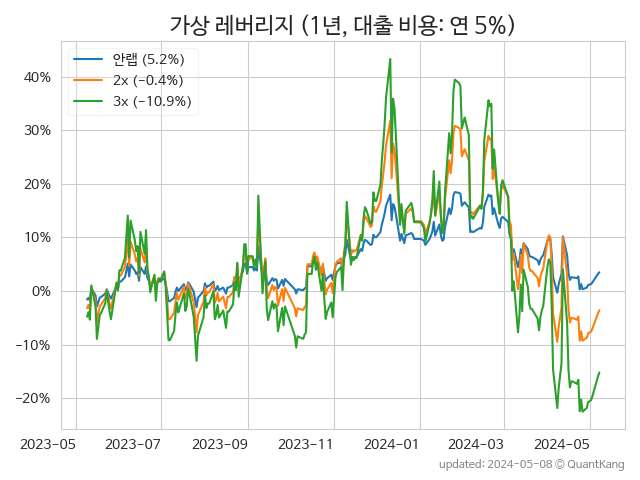 가상 레버리지 (1년, 대출 비용: 연 5%)
안랩 (5.2%)
2x (−0.4%)
3x (−10.9%)
40%
30%
20%
10%
0%
−10%
−20%
2023-05
2023-07
2023-09
2023-11
2024-01
2024-03
2024-05
updated: 2024-05-08 © QuantKang